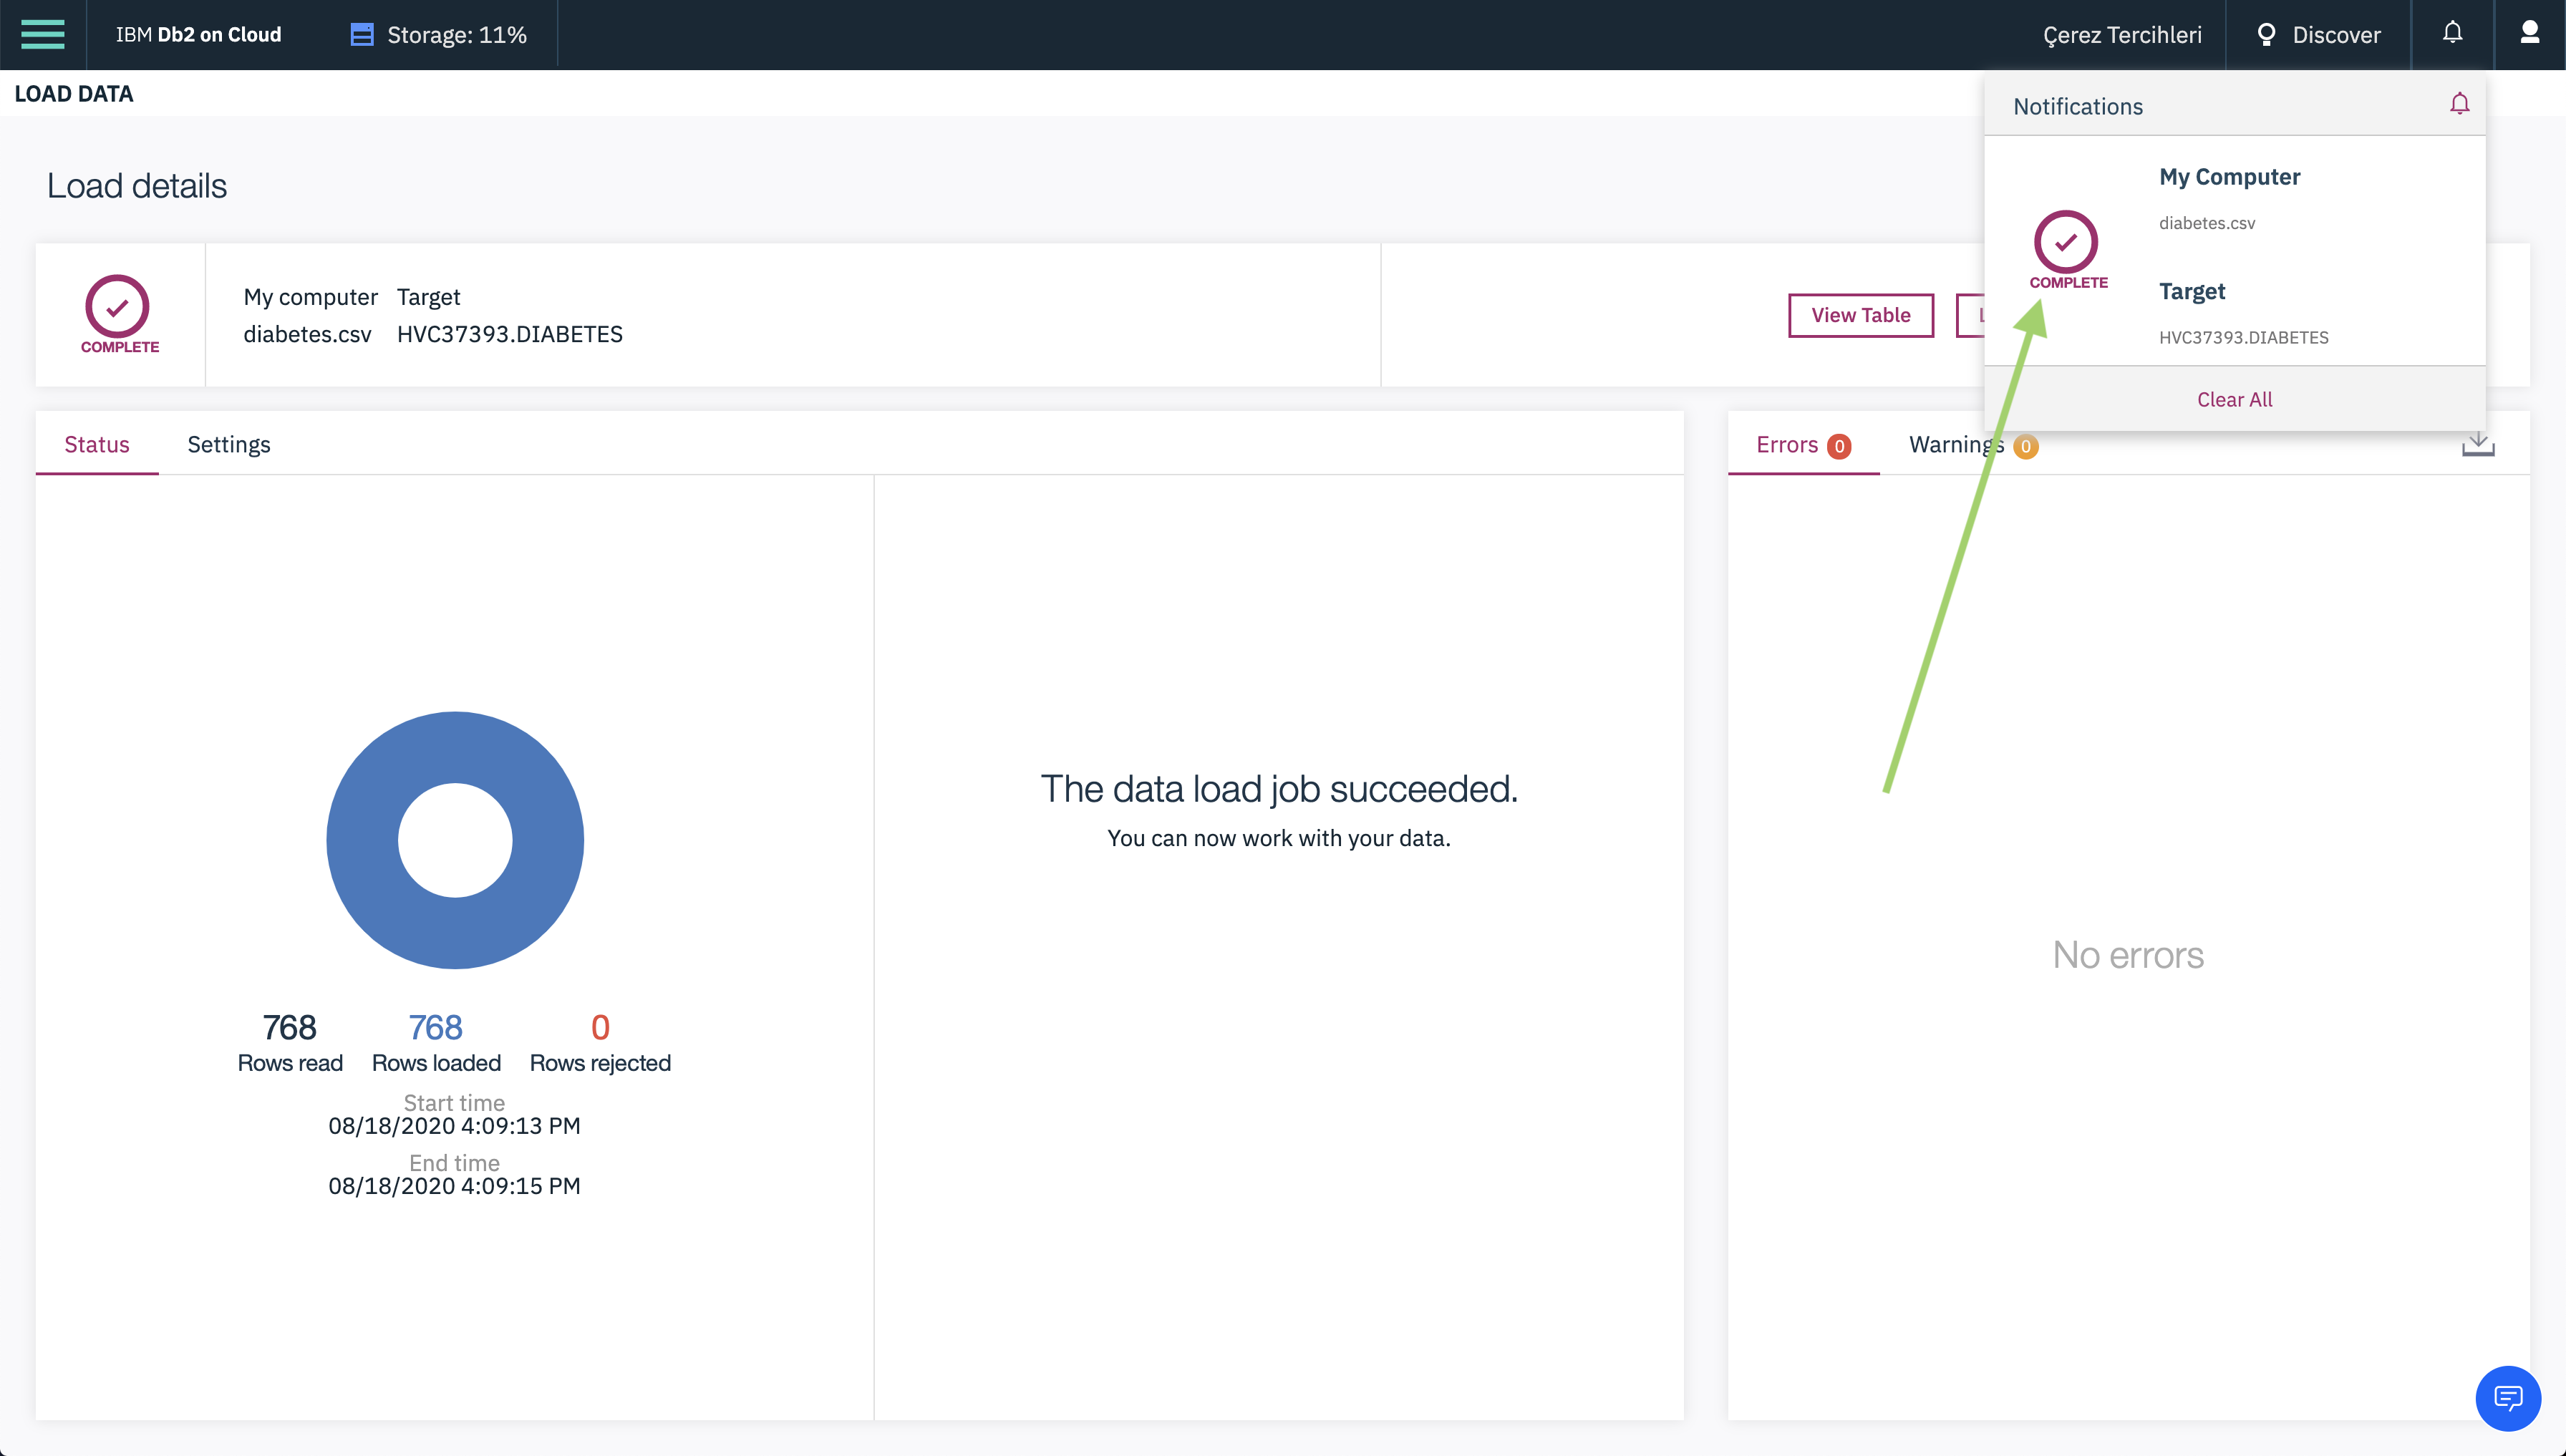 IBM Db2 on Cloud
Storage: 11%
Çerez Tercihleri
Discover
LOAD DATA
Notifications
My Computer
diabetes.csv
COMPLETE
Target
HVC37393.DIABETES
Clear All
Load details
COMPLETE
My computer Target
diabetes.csv HVC37393.DIABETES
View Table
Status Settings
Errors 0 Warnings 0
The data load job succeeded.
You can now work with your data.
No errors
768 768 0
Rows read Rows loaded Rows rejected
Start time
08/18/2020 4:09:13 PM
End time
08/18/2020 4:09:15 PM